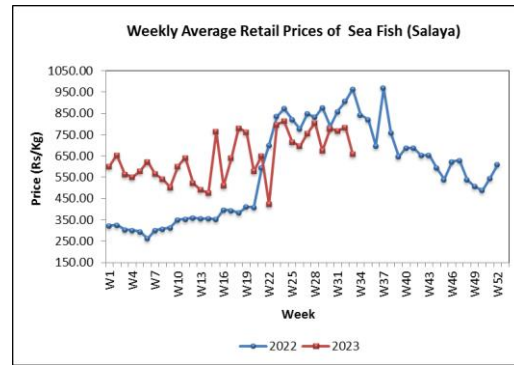 Weekly Average Retail Prices of Sea Fish (Salaya)
1050.00
950.00
850.00
750.00
650.00
550.00
450.00
350.00
250.00
150.00
Price (Rs/Kg)
W1
W4
W7
W10
W13
W16
W19
W22
W25
W28
W31
W34
W37
W40
W43
W46
W49
W52
Week
2022
2023